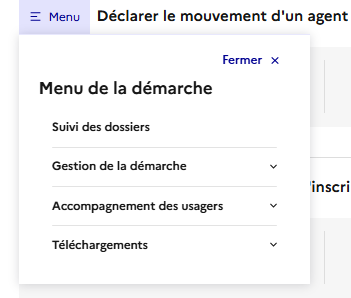 Menu
Déclarer le mouvement d'un agent
Fermer
Menu de la démarche
Suivi des dossiers
Gestion de la démarche
'inscri
Accompagnement des usagers
Téléchargements